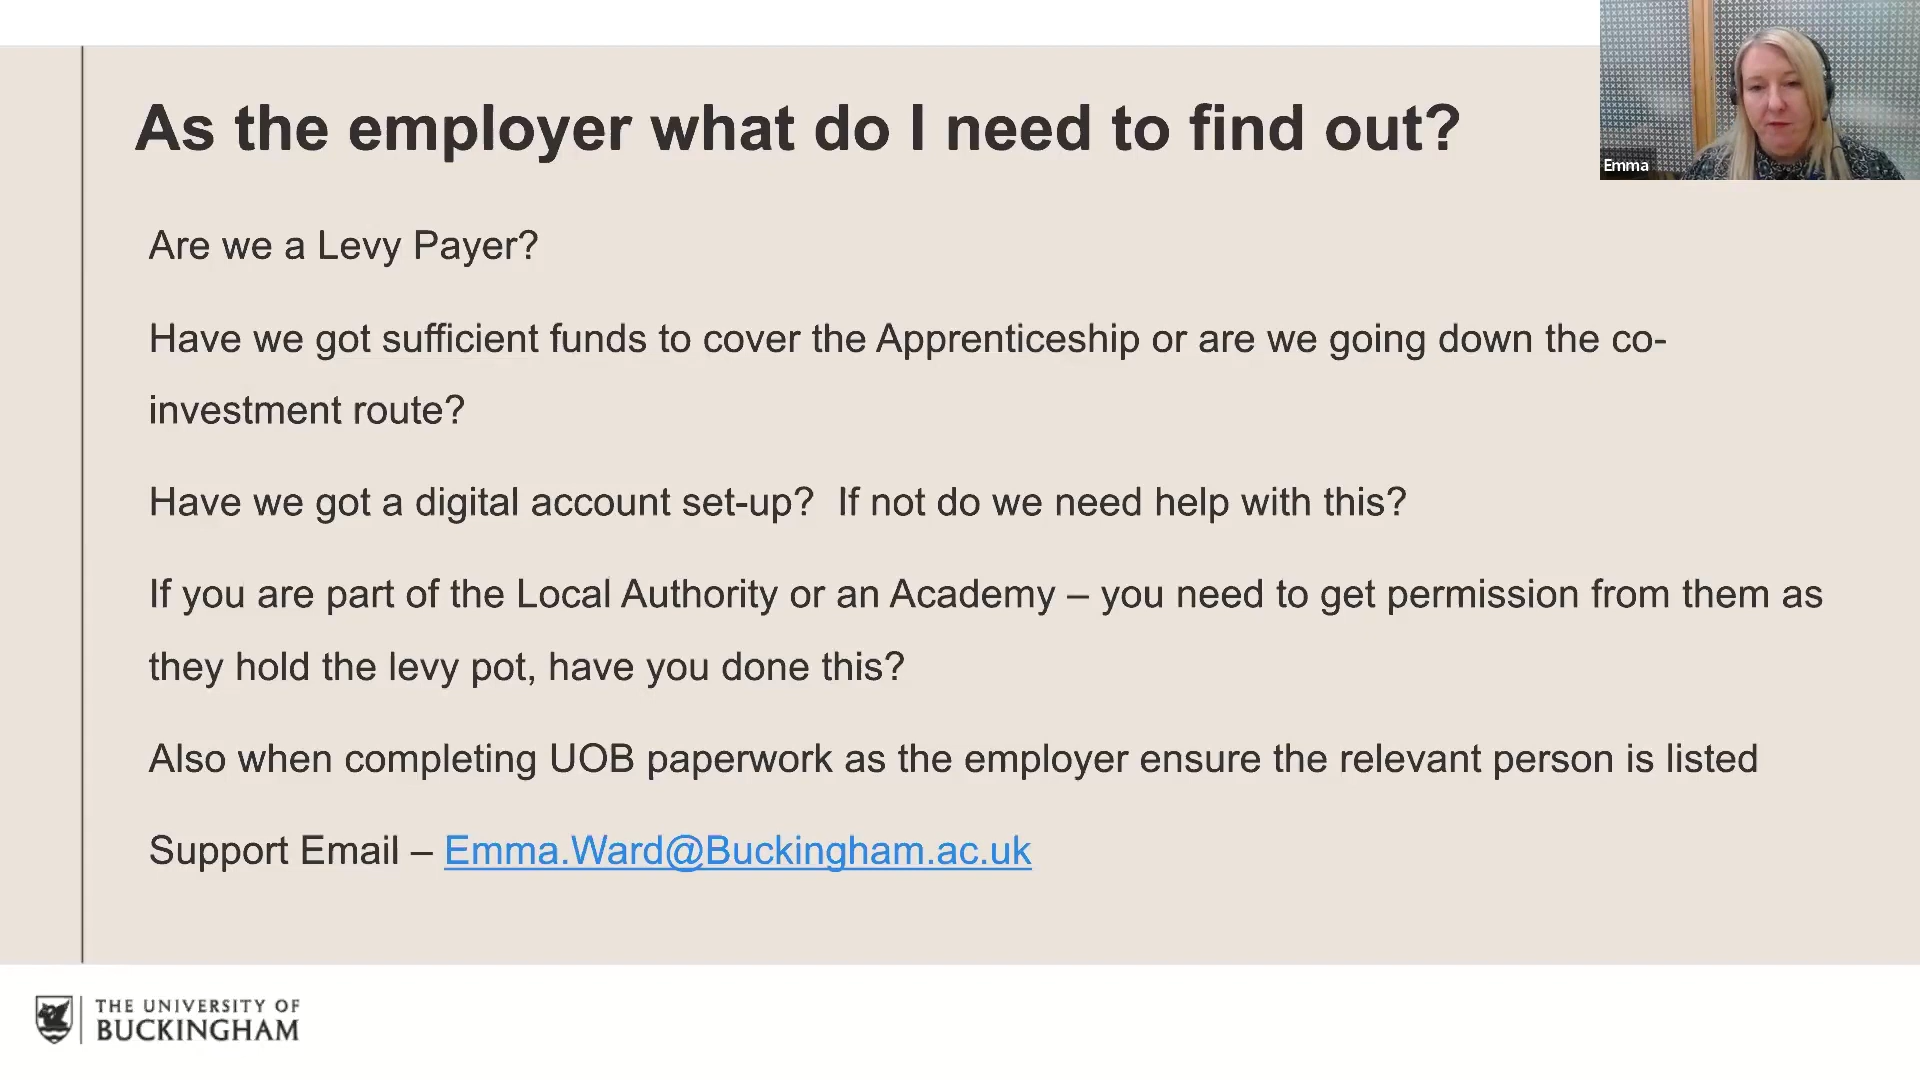 As the employer what do I need to find out?
Emma
Are we a Levy Payer?
Have we got sufficient funds to cover the Apprenticeship or are we going down the co-
investment route?
Have we got a digital account set-up?  If not do we need help with this?
If you are part of the Local Authority or an Academy – you need to get permission from them as
they hold the levy pot, have you done this?
Also when completing UOB paperwork as the employer ensure the relevant person is listed
Support Email – Emma.Ward@Buckingham.ac.uk
THE UNIVERSITY OF
BUCKINGHAM